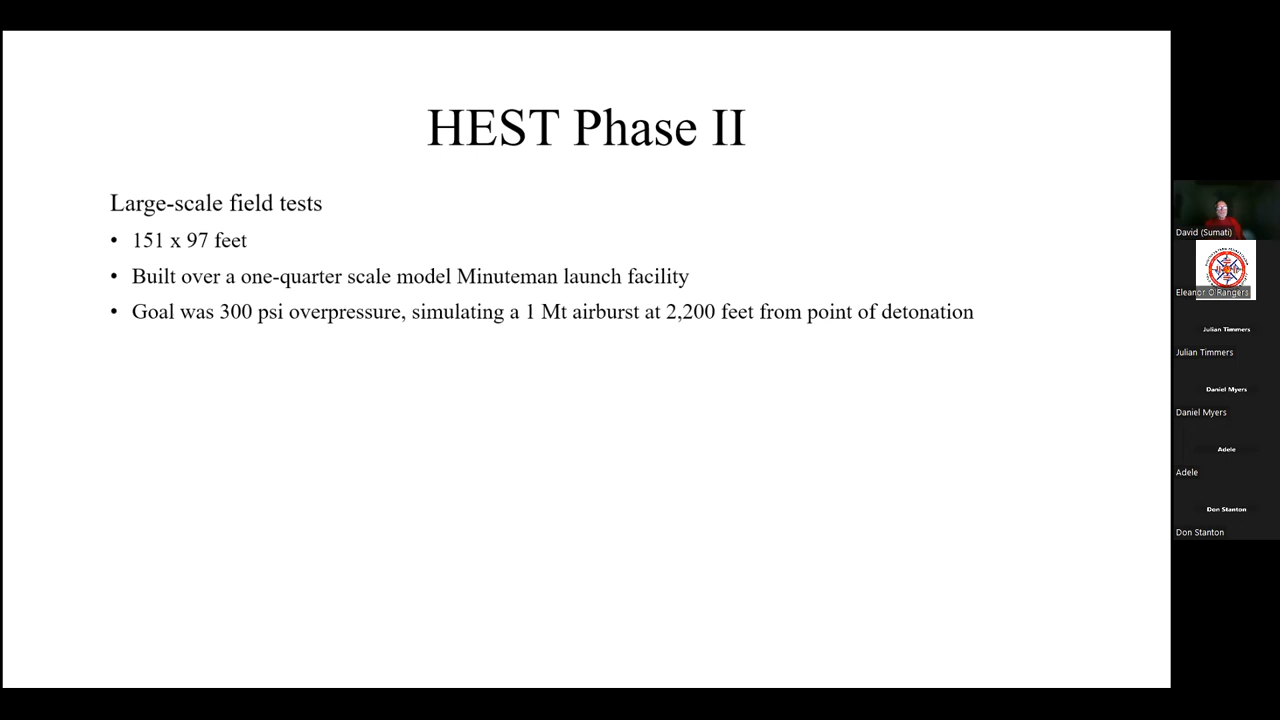 HEST Phase II
Large-scale field tests
• 151 x 97 feet
• Built over a one-quarter scale model Minuteman launch facility
• Goal was 300 psi overpressure, simulating a 1 Mt airburst at 2,200 feet from point of detonation
David (Sumati)
Eleanor O'Rangers
Julian Timmers
Julian Timmers
Daniel Myers
Daniel Myers
Adele
Adele
Don Stanton
Don Stanton